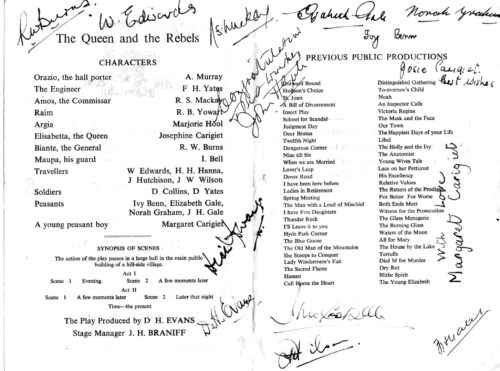 R.W. Burns
W. Edwards
R.S. Mackay
Elizabeth Gale
Norah Graham
Ivy Benn
The Queen and the Rebels
CHARACTERS
Orazio, the hall porter A. Murray
The Engineer F H. Yates
Amos, the Commissar R. S. Mackay
Raim R. B. Yowart
Argia Marjorie Hool
Elisabetta, the Queen Josephine Carigiet
Biante, the General R. W. Burns
Maupa, his guard I. Bell
Travellers W Edwards, H. H. Hanna,
J Hutchison, J W Wilson
Soldiers D Collins, D Yates
Peasants Ivy Benn, Elizabeth Gale,
Norah Graham, J H. Gale
A young peasant boy Margaret Carigiet
SYNOPSIS OF SCENES
The action of the play passes in a large hall in the main public
building of a hill-side village.
Act I
Scene 1 Evening. Scene 2 A few moments later
Act II
Scene 1 A few moments later Scene 2 Later that night
Time—the present
The Play Produced by D H. EVANS
Stage Manager J. H. BRANIFF
D.H. Evans
PREVIOUS PUBLIC PRODUCTIONS
Josie Carigiet.
Best Wishes
Outward Bound
Hobson's Choice
St. Joan
A Bill of Divorcement
Insect Play
School for Scandal
Judgment Day
Dear Brutus
Twelfth Night
Dangerous Corner
Nine till Six
When we are Married
Lover's Leap
Dover Road
I have been here before
Ladies in Retirement
Spring Meeting
The Man with a Load of Mischief
I have Five Daughters
Thunder Rock
I'll Leave it to you
Hyde Park Corner
The Blue Goose
The Old Man of the Mountains
She Stoops to Conquer
Lady Windermere's Fan
The Sacred Flame
Hassan
Call Home the Heart
Distinguished Gathering
To-morrow's Child
Noah
An Inspector Calls
Victoria Regina
The Mask and the Face
Our Town
The Happiest Days of your Life
Libel
The Holly and the Ivy
The Anatomist
Young Wives Tale
Lace on her Petticoat
His Excellency
Relative Values
The Return of the Prodigal
For Better For Worse
Both Ends Meet
Witness for the Prosecution
The Glass Menagerie
The Burning Glass
Waters of the Moon
All for Mary
The House by the Lake
Tartuffe
Dial M for Murder
Dry Rot
Blithe Spirit
The Young Elizabeth
With Love
Margaret Carigiet